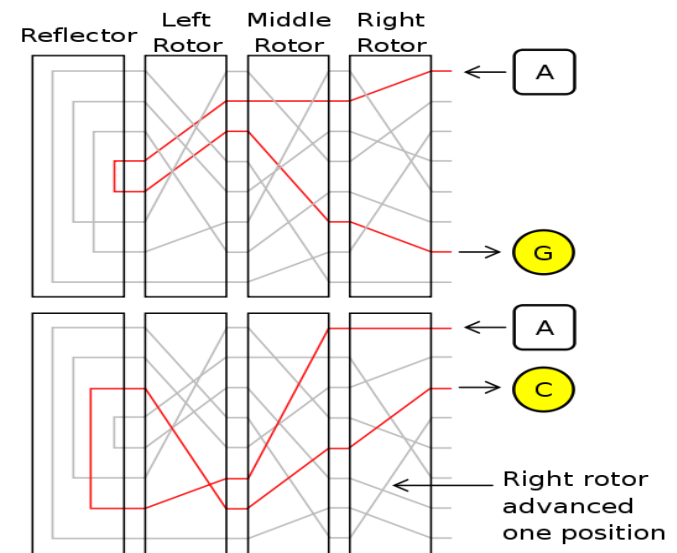 Reflector
Left
Rotor
Middle
Rotor
Right
Rotor
A
G
A
C
Right rotor
advanced
one position